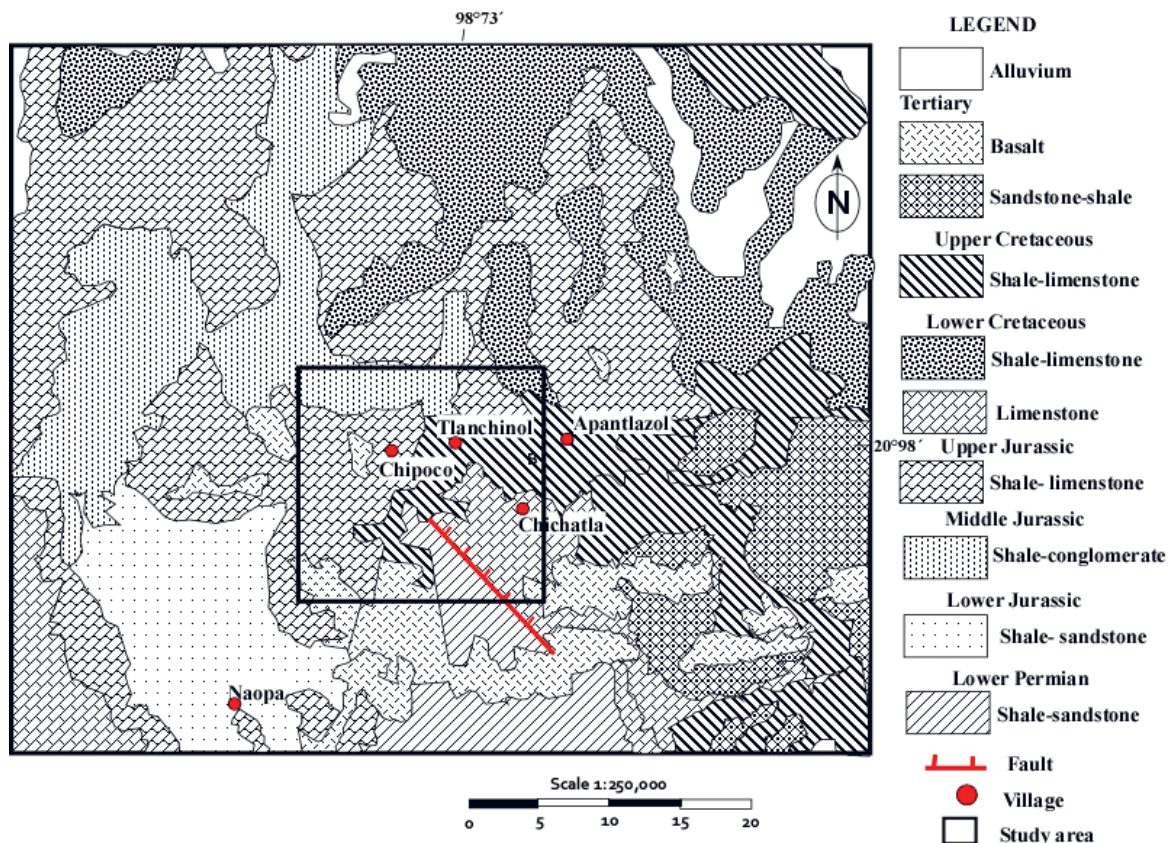 98°73´
LEGEND
Alluvium
Tertiary
Basalt
Sandstone-shale
N
Upper Cretaceous
Shale-limenstone
Lower Cretaceous
Shale-limenstone
Limenstone
Tlanchinol
Apantlazol
20°98´
Upper Jurassic
B
Chipoco
Shale- limenstone
Chichatla
Middle Jurassic
Shale-conglomerate
Lower Jurassic
Shale- sandstone
Lower Permian
Naopa
Shale-sandstone
Fault
Scale 1:250,000
Village
0 5 10 15 20
Study area